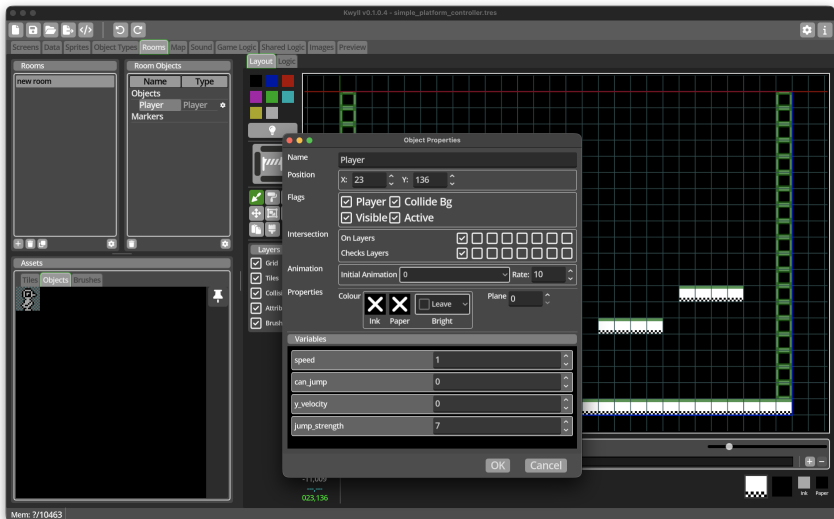 Kwyll v0.1.0.4 - simple_platform_controller.tres
Screens Data Sprites Object Types Rooms Map Sound Game Logic Shared Logic Images Preview
Rooms
new room
Room Objects
Name Type
Objects
Player Player
Markers
Layout Logic
Layers
Grid
Tiles
Assets
Tiles Objects Brushes
Object Properties
Name Player
Position X: 23 Y: 136
Flags Player Collide Bg
Visible Active
Intersection On Layers
Checks Layers
Animation Initial Animation 0 Rate: 10
Properties Colour Leave Plane 0
Ink Paper Bright
Variables
speed 1
can_jump 0
y_velocity 0
jump_strength 7
OK Cancel
023,136
Ink Paper
Mem: ?/10463